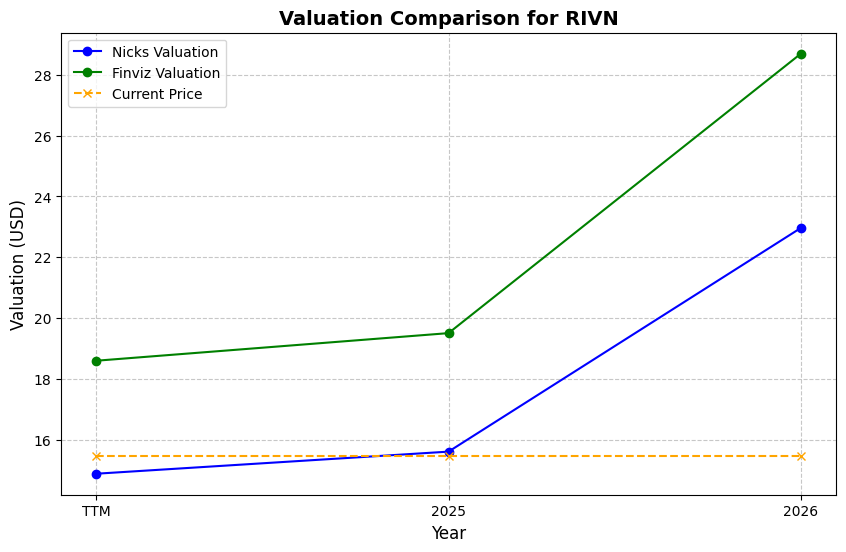 Valuation Comparison for RIVN
Nicks Valuation
Finviz Valuation
Current Price
Valuation (USD)
28
26
24
22
20
18
16
TTM
2025
2026
Year